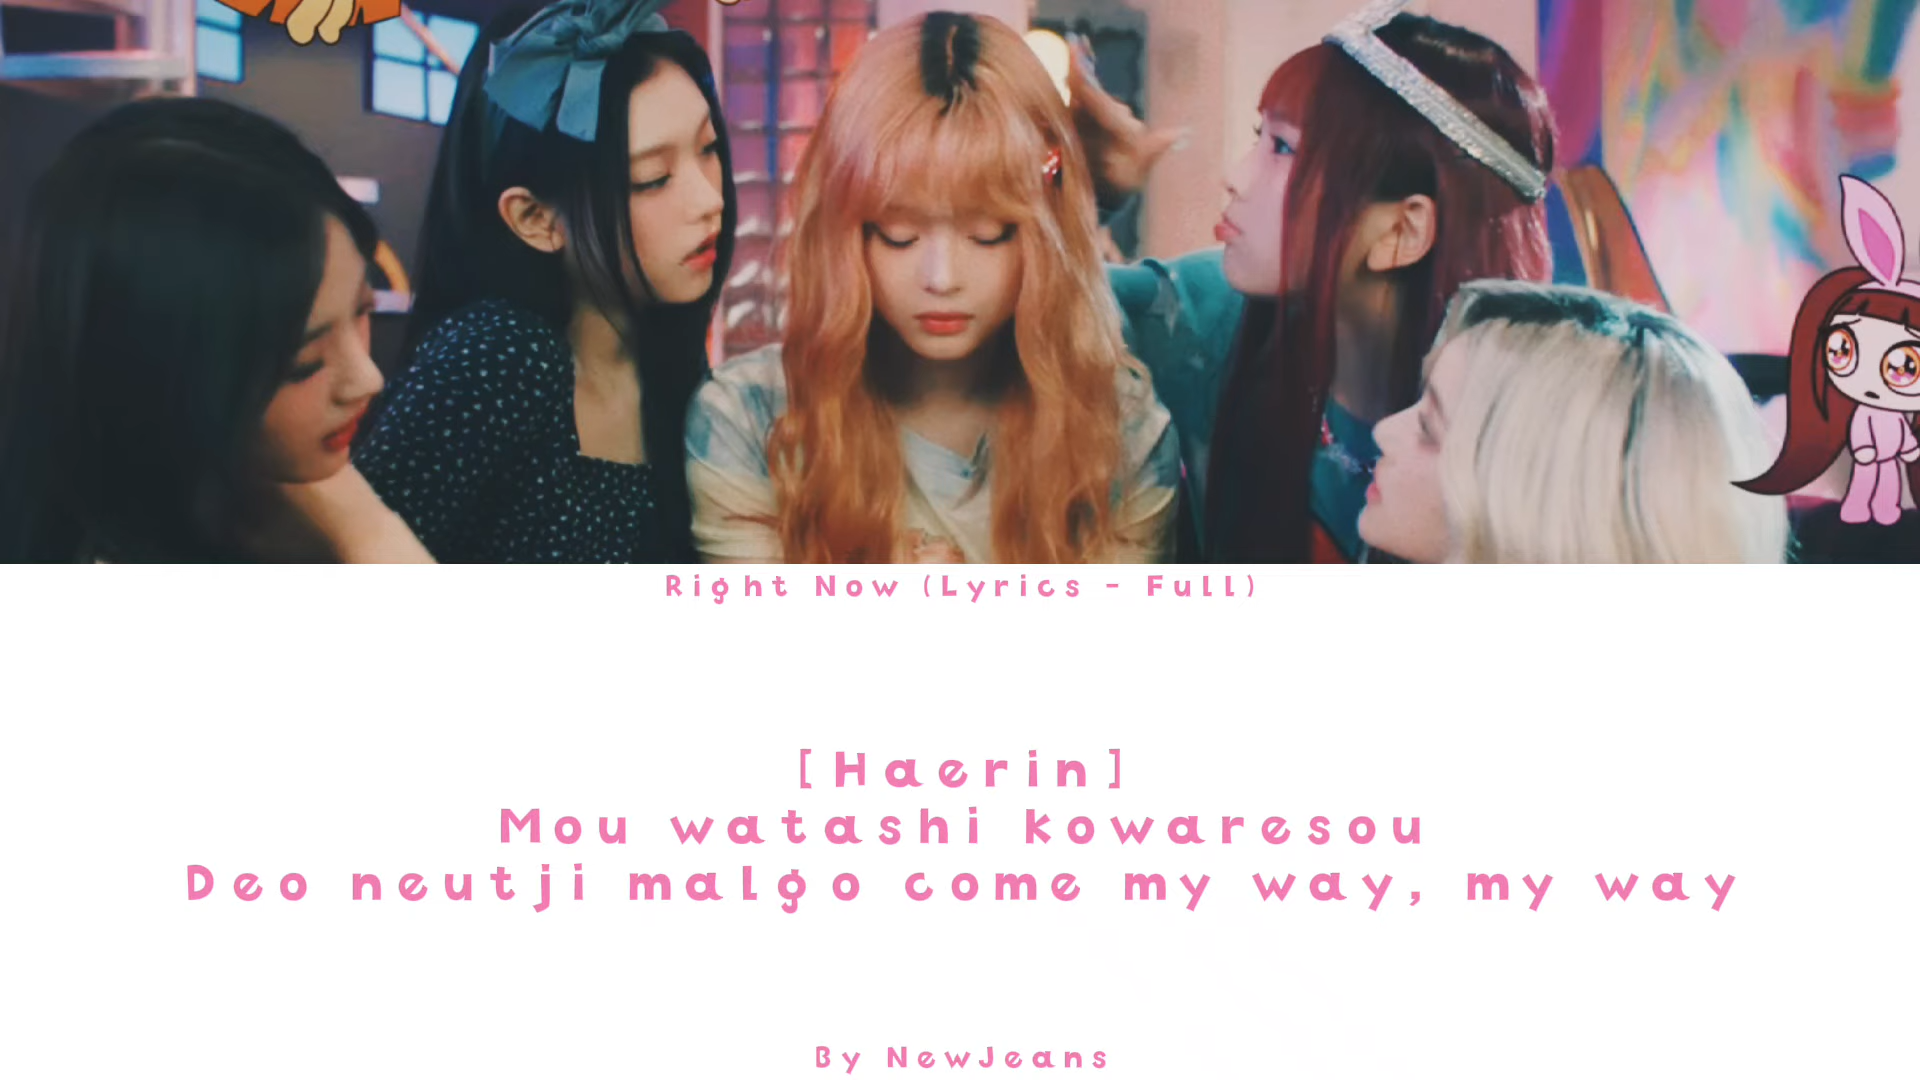 Right Now (Lyrics - Full)
[Haerin]
Mou watashi kowaresou
Deo neutji malgo come my way, my way
By NewJeans